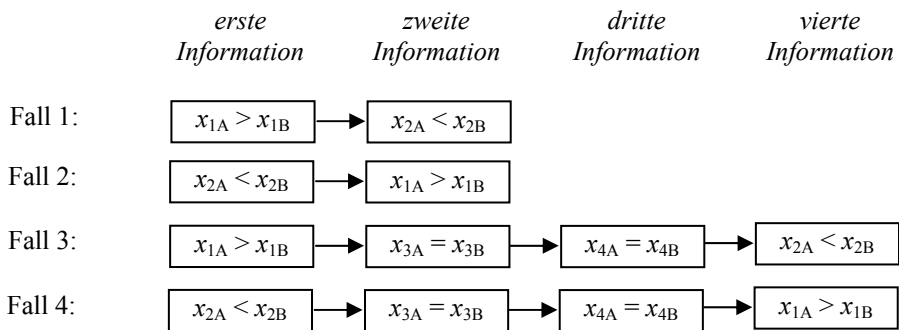 erste Information zweite Information dritte Information vierte Information
Fall 1: x1A > x1B x2A < x2B
Fall 2: x2A < x2B x1A > x1B
Fall 3: x1A > x1B x3A = x3B x4A = x4B x2A < x2B
Fall 4: x2A < x2B x3A = x3B x4A = x4B x1A > x1B